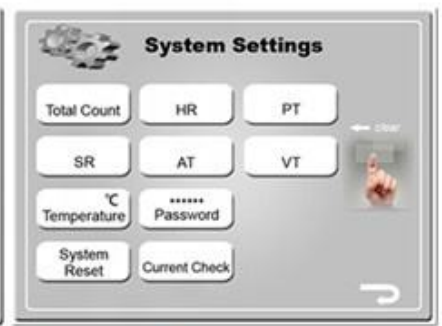 System Settings
Total Count
HR
PT
← clear
SR
AT
VT
℃
Temperature
••••••
Password
System
Reset
Current Check